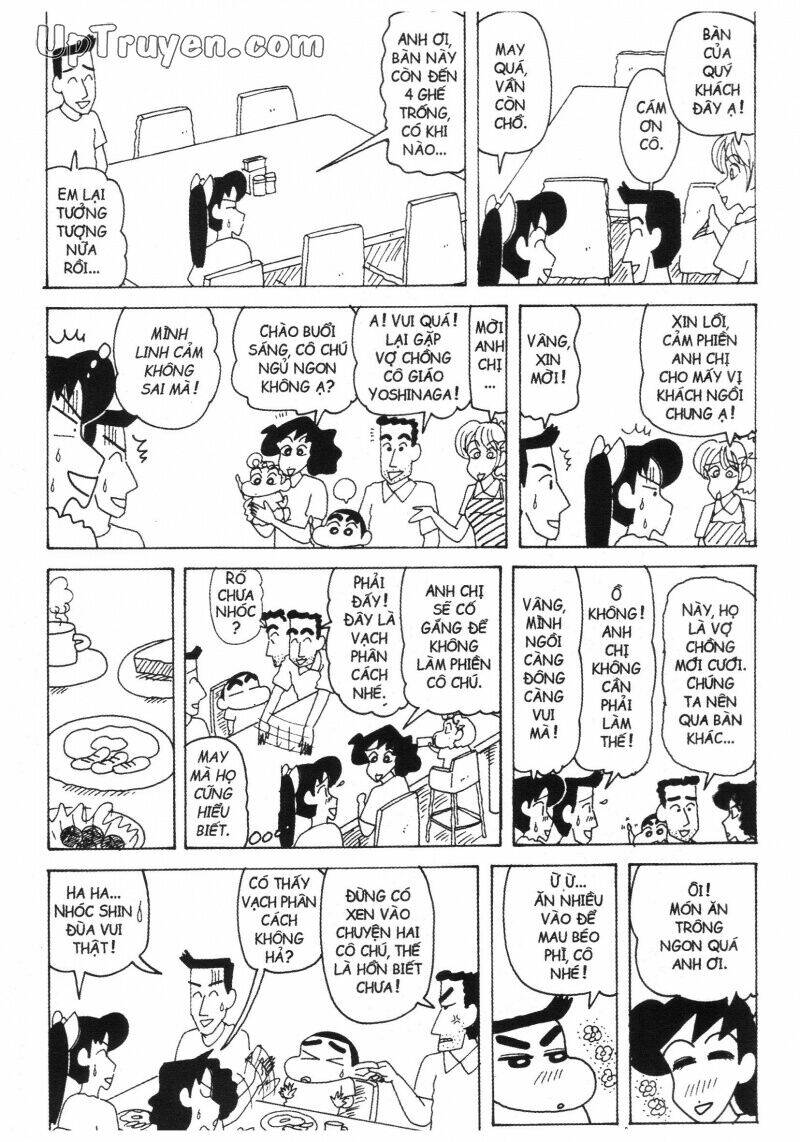 UpTruyen.com
BÀN
CỦA
QUÝ
KHÁCH
ĐÂY Ạ!
CÁM
ƠN
CÔ.
MAY
QUÁ,
VẪN
CÒN
CHỖ.
ANH ƠI,
BÀN NÀY
CÒN ĐẾN
4 GHẾ
TRỐNG,
CÓ KHI
NÀO...
EM LẠI
TƯỞNG
TƯỢNG
NỮA
RỒI...
XIN LỖI,
CẢM PHIỀN
ANH CHỊ
CHO MẤY VỊ
KHÁCH NGỒI
CHUNG Ạ!
VÂNG,
XIN
MỜI!
MỜI
ANH
CHỊ
...
A! VUI QUÁ!
LẠI GẶP
VỢ CHỒNG
CÔ GIÁO
YOSHINAGA!
CHÀO BUỔI
SÁNG, CÔ CHÚ
NGỦ NGON
KHÔNG Ạ?
MÌNH
LINH CẢM
KHÔNG
SAI MÀ!
NÀY, HỌ
LÀ VỢ
CHỒNG
MỚI CƯỚI.
CHÚNG
TA NÊN
QUA BÀN
KHÁC...
Ồ
KHÔNG!
ANH
CHỊ
KHÔNG
CẦN
PHẢI
LÀM
THẾ!
VÂNG,
MÌNH
NGỒI
CÀNG
ĐÔNG
CÀNG
VUI
MÀ!
ANH CHỊ
SẼ CỐ
GẮNG ĐỂ
KHÔNG
LÀM PHIỀN
CÔ CHÚ.
PHẢI
ĐẤY!
ĐÂY LÀ
VẠCH
PHÂN
CÁCH
NHÉ.
RÕ
CHƯA
NHÓC
?
MAY
MÀ HỌ
CŨNG
HIỂU
BIẾT.
ÔI!
MÓN ĂN
TRÔNG
NGON QUÁ
ANH ƠI.
Ừ Ừ...
ĂN NHIỀU
VÀO ĐỂ
MAU BÉO
PHÌ, CÔ
NHÉ!
ĐỪNG CÓ
XEN VÀO
CHUYỆN HAI
CÔ CHÚ, THẾ
LÀ HỖN BIẾT
CHƯA!
CÓ THẤY
VẠCH PHÂN
CÁCH
KHÔNG
HẢ?
HA HA...
NHÓC SHIN
ĐÙA VUI
THẬT!